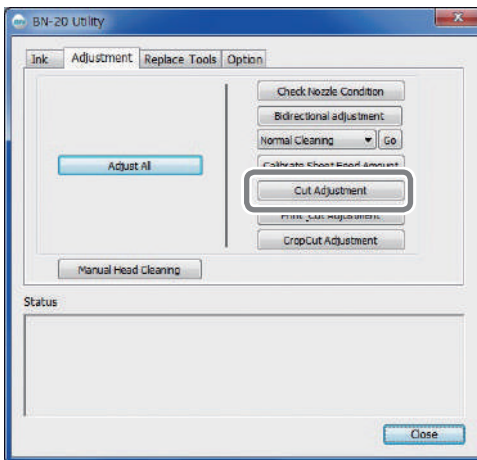 BN-20 Utility
Ink Adjustment Replace Tools Option
Check Nozzle Condition
Bidirectional adjustment
Normal Cleaning Go
Adjust All
Calibrate Sheet Feed Amount
Cut Adjustment
Print_Cut Adjustment
CropCut Adjustment
Manual Head Cleaning
Status
Close